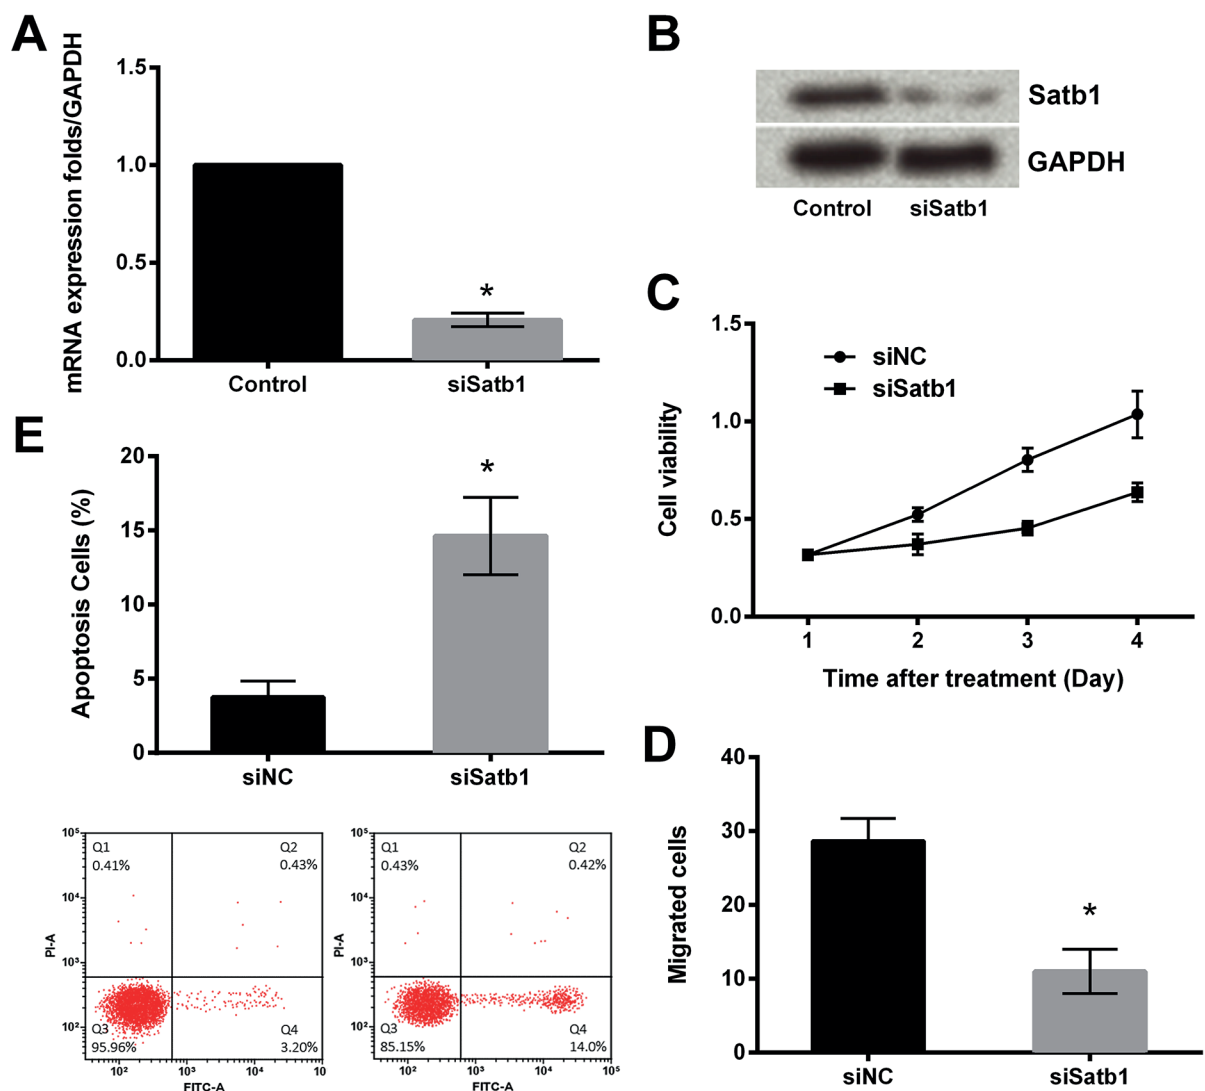 A
mRNA expression folds/GAPDH
1.5
1.0
0.5
0.0
Control
siSatb1
*
B
Satb1
GAPDH
Control
siSatb1
C
Cell viability
1.5
1.0
0.5
0.0
siNC
siSatb1
1
2
3
4
Time after treatment (Day)
E
Apoptosis Cells (%)
20
15
10
5
0
*
siNC
siSatb1
PI-A
10⁵
10⁴
10³
10²
Q1
0.41%
Q2
0.43%
Q3
95.96%
Q4
3.20%
10²
10³
10⁴
10
FITC-A
PI-A
10⁵
10⁴
10³
10²
Q1
0.43%
Q2
0.42%
Q3
85.15%
Q4
14.0%
10²
10³
10⁴
10⁵
FITC-A
D
Migrated cells
40
30
20
10
0
*
siNC
siSatb1